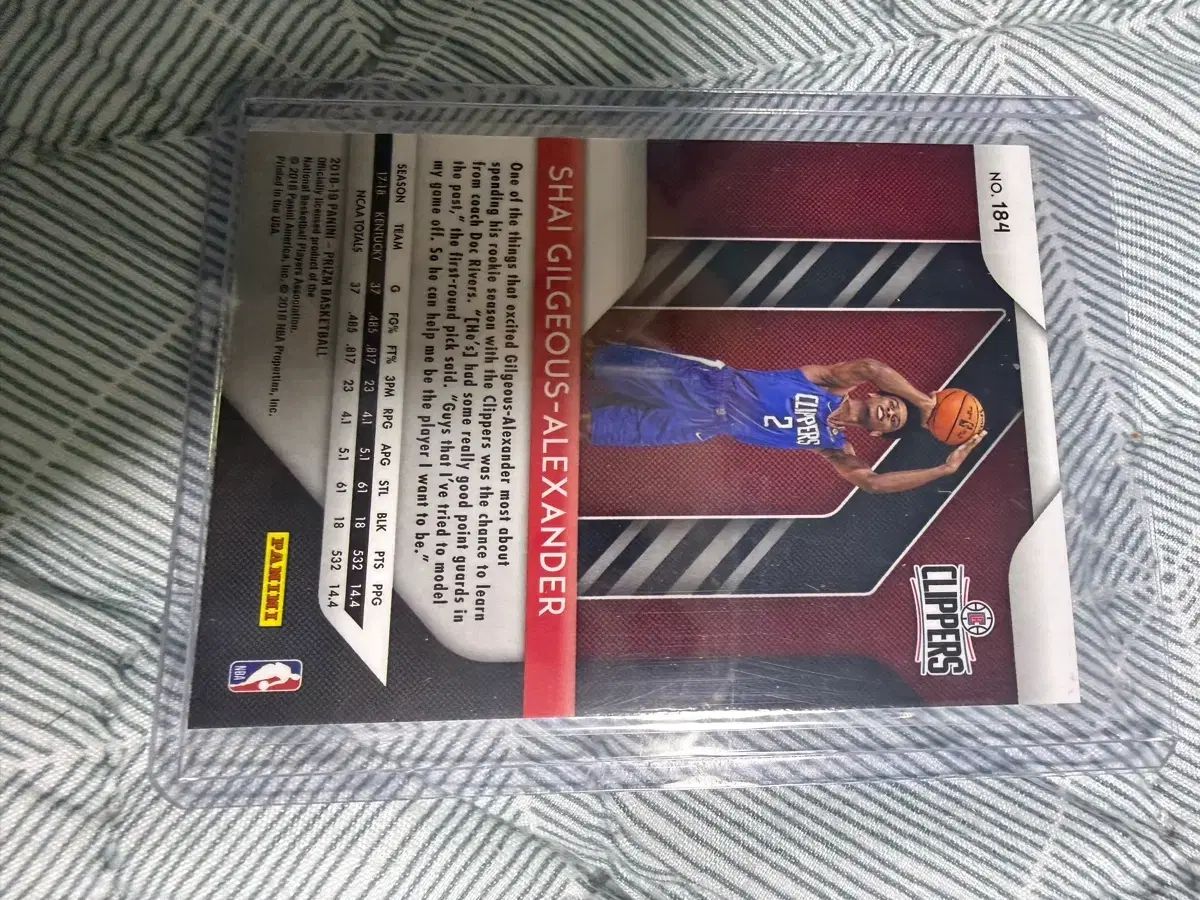 NO. 184
CLIPPERS
CLIPPERS
2
SHAI GILGEOUS-ALEXANDER
One of the things that excited Gilgeous-Alexander most about
spending his rookie season with the Clippers was the chance to learn
from coach Doc Rivers. "[He's] had some really good point guards in
the past," the first-round pick said. "Guys that I've tried to model
my game off. So he can help me be the player I want to be."
SEASON TEAM G FG% FT% 3PM RPG APG STL BLK PTS PPG
17-18 KENTUCKY 37 .485 .817 23 4.1 5.1 61 18 532 14.4
NCAA TOTALS 37 .485 .817 23 4.1 5.1 61 18 532 14.4
2018-19 PANINI – PRIZM BASKETBALL
Officially licensed product of the
National Basketball Players Association.
© 2018 Panini America, Inc. © 2018 NBA Properties, Inc.
Printed in the USA
PANINI
NBA